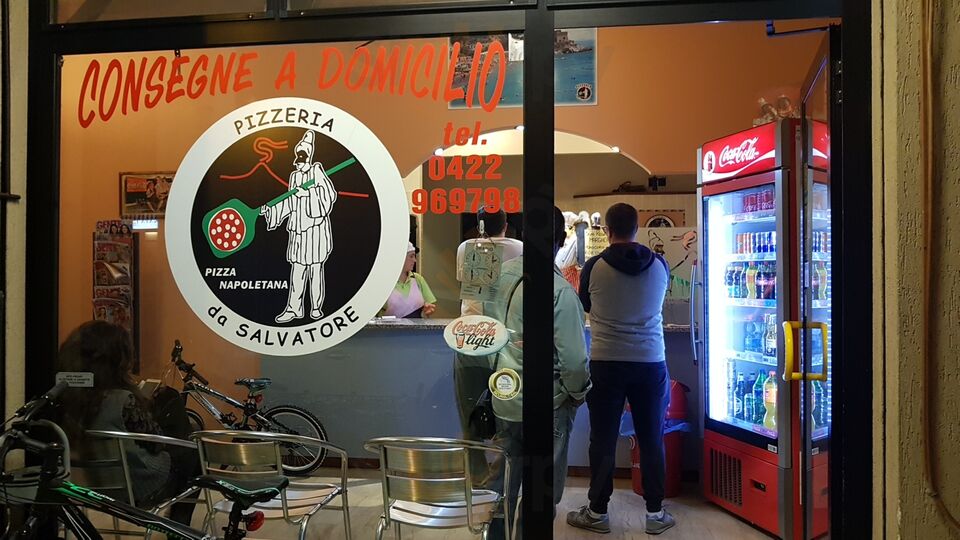 CONSEGNE A DOMICILIO
tel.
0422
969798
PIZZERIA
PIZZA
NAPOLETANA
da SALVATORE
Coca-Cola
light
Coca-Cola